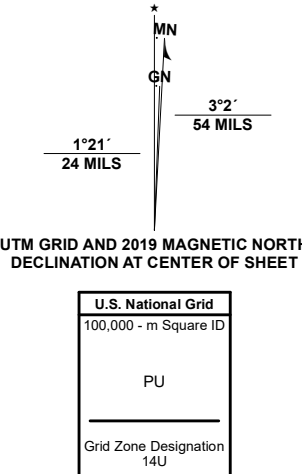 MN
GN
3°2´
54 MILS
1°21´
24 MILS
UTM GRID AND 2019 MAGNETIC NORTH
DECLINATION AT CENTER OF SHEET
U.S. National Grid
100,000 - m Square ID
PU
Grid Zone Designation
14U